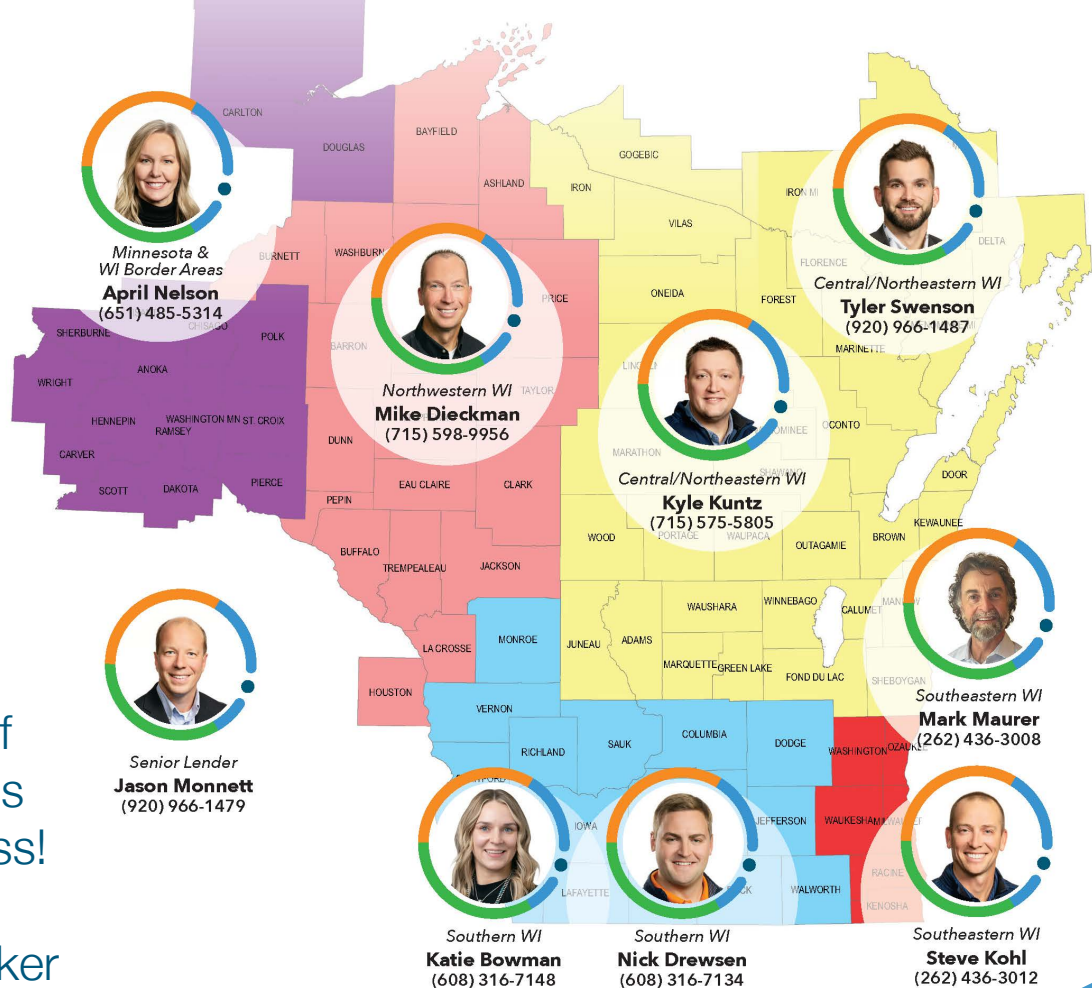 CARLTON
DOUGLAS
BAYFIELD
ASHLAND
IRON
GOGEBIC
VILAS
IRON MI
DELTA
FLORENCE
BURNETT
WASHBURN
PRICE
ONEIDA
FOREST
MARINETTE
Minnesota &
WI Border Areas
April Nelson
(651) 485-5314
Central/Northeastern WI
Tyler Swenson
(920) 966-1487
SHERBURNE
CHISAGO
POLK
BARRON
ANOKA
WRIGHT
TAYLOR
Northwestern WI
Mike Dieckman
(715) 598-9956
HENNEPIN
WASHINGTON MN
ST. CROIX
RAMSEY
CARVER
DUNN
MARATHON
OCONTO
SHAWANO
SCOTT
DAKOTA
PIERCE
PEPIN
EAU CLAIRE
CLARK
DOOR
Central/Northeastern WI
Kyle Kuntz
(715) 575-5805
KEWAUNEE
WOOD
PORTAGE
WAUPACA
OUTAGAMIE
BROWN
BUFFALO
TREMPEALEAU
JACKSON
WAUSHARA
WINNEBAGO
CALUMET
LA CROSSE
MONROE
JUNEAU
ADAMS
MARQUETTE
GREEN LAKE
FOND DU LAC
SHEBOYGAN
HOUSTON
VERNON
Southeastern WI
Mark Maurer
(262) 436-3008
RICHLAND
SAUK
COLUMBIA
DODGE
WASHINGTON
f
s
ss!
ker
Senior Lender
Jason Monnett
(920) 966-1479
IOWA
JEFFERSON
WAUKESHA
LAFAYETTE
WALWORTH
RACINE
KENOSHA
Southern WI
Katie Bowman
(608) 316-7148
Southern WI
Nick Drewsen
(608) 316-7134
Southeastern WI
Steve Kohl
(262) 436-3012